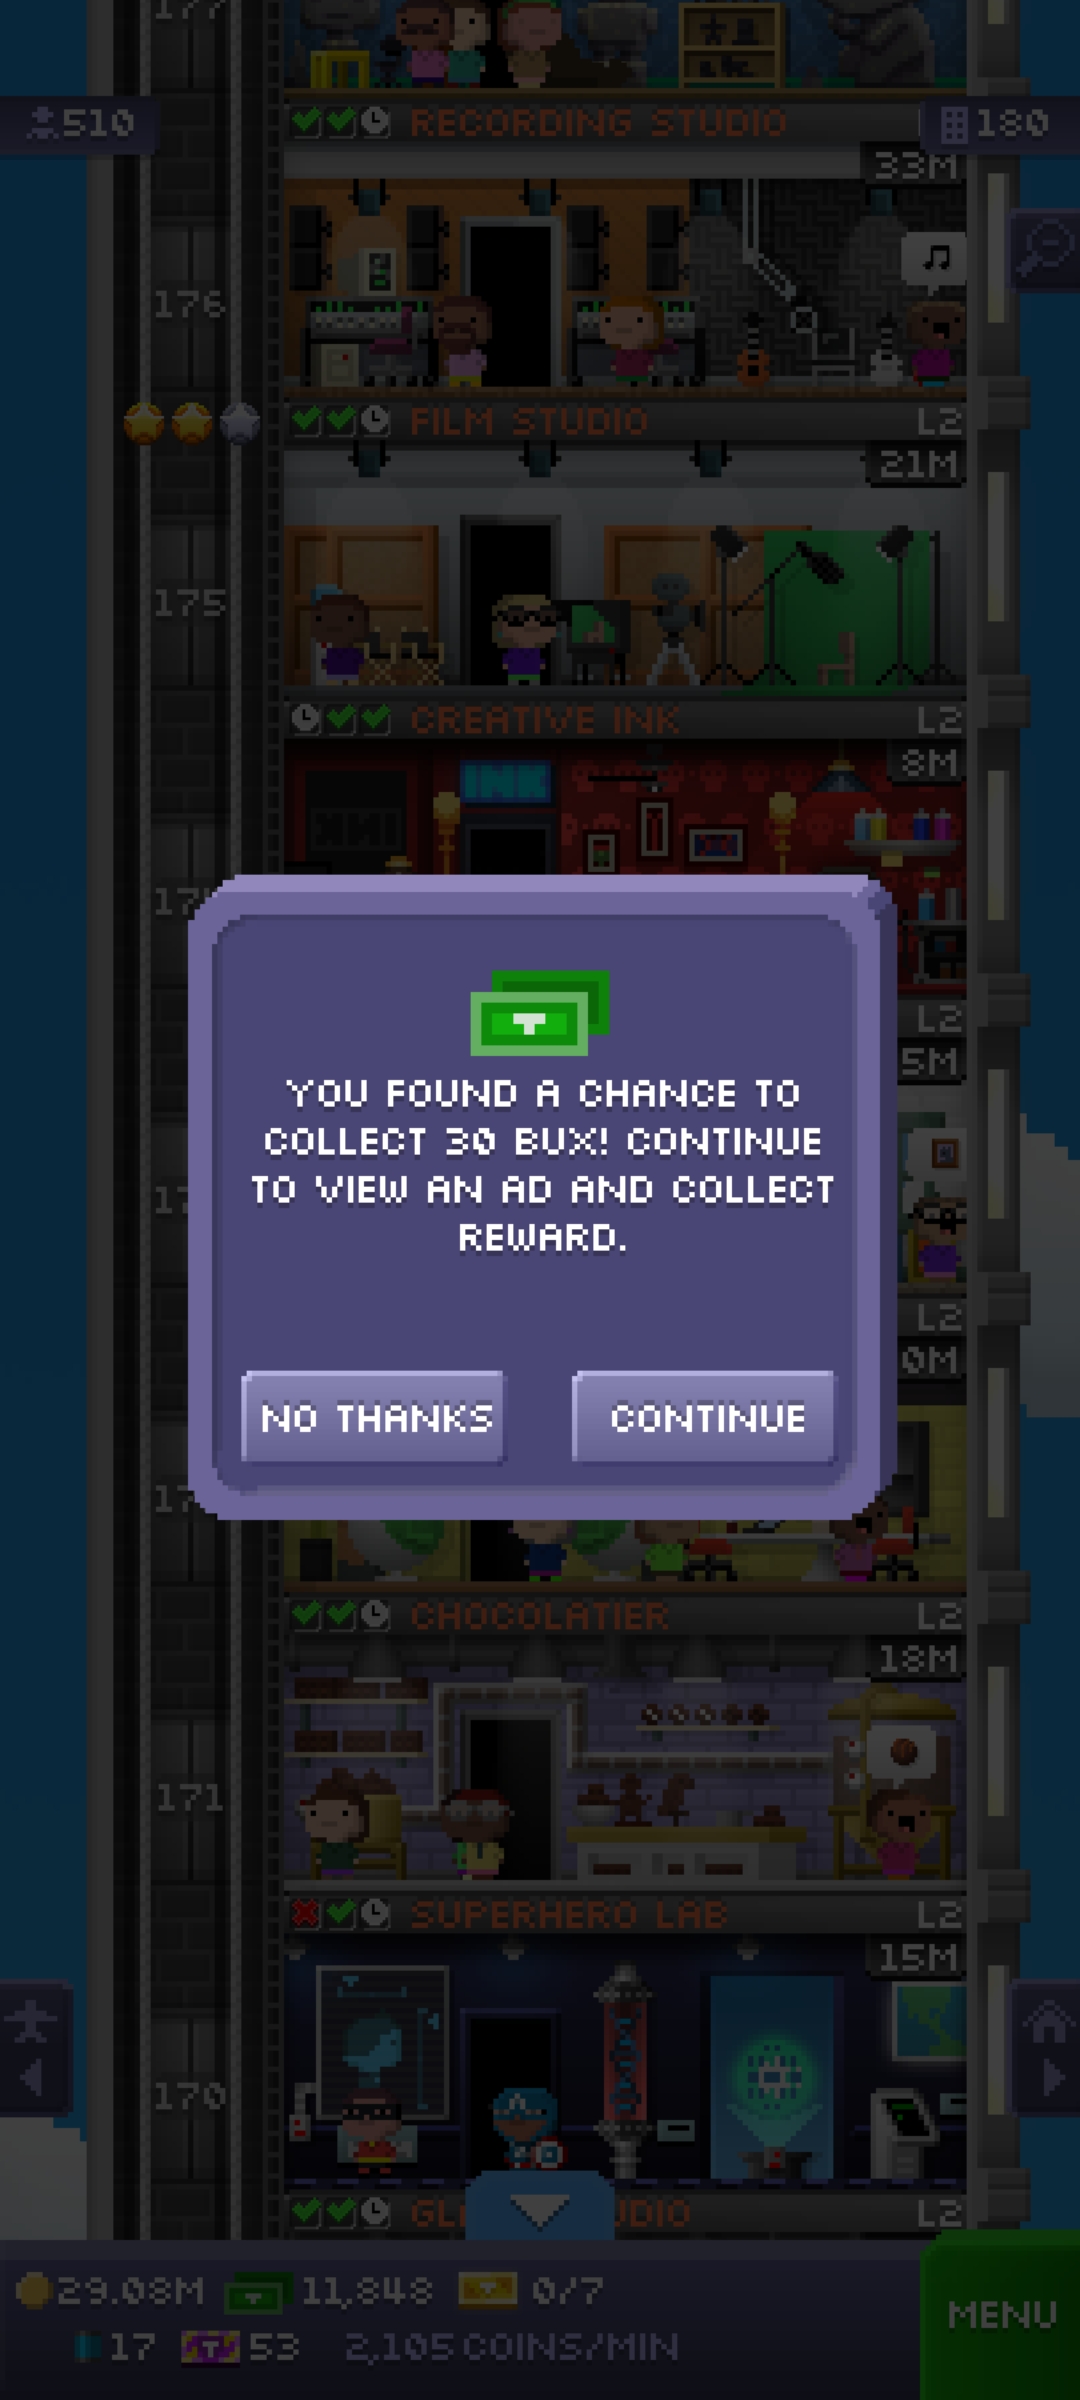 177
510
RECORDING STUDIO
180
33M
176
FILM STUDIO L2
21M
175
CREATIVE INK L2
8M
INK
L2
5M
YOU FOUND A CHANCE TO
COLLECT 30 BUX! CONTINUE
TO VIEW AN AD AND COLLECT
REWARD.
L2
0M
NO THANKS
CONTINUE
CHOCOLATIER L2
18M
171
SUPERHERO LAB L2
15M
170
L2
29.08M 11,848 0/7
17 53 2,105 COINS/MIN
MENU